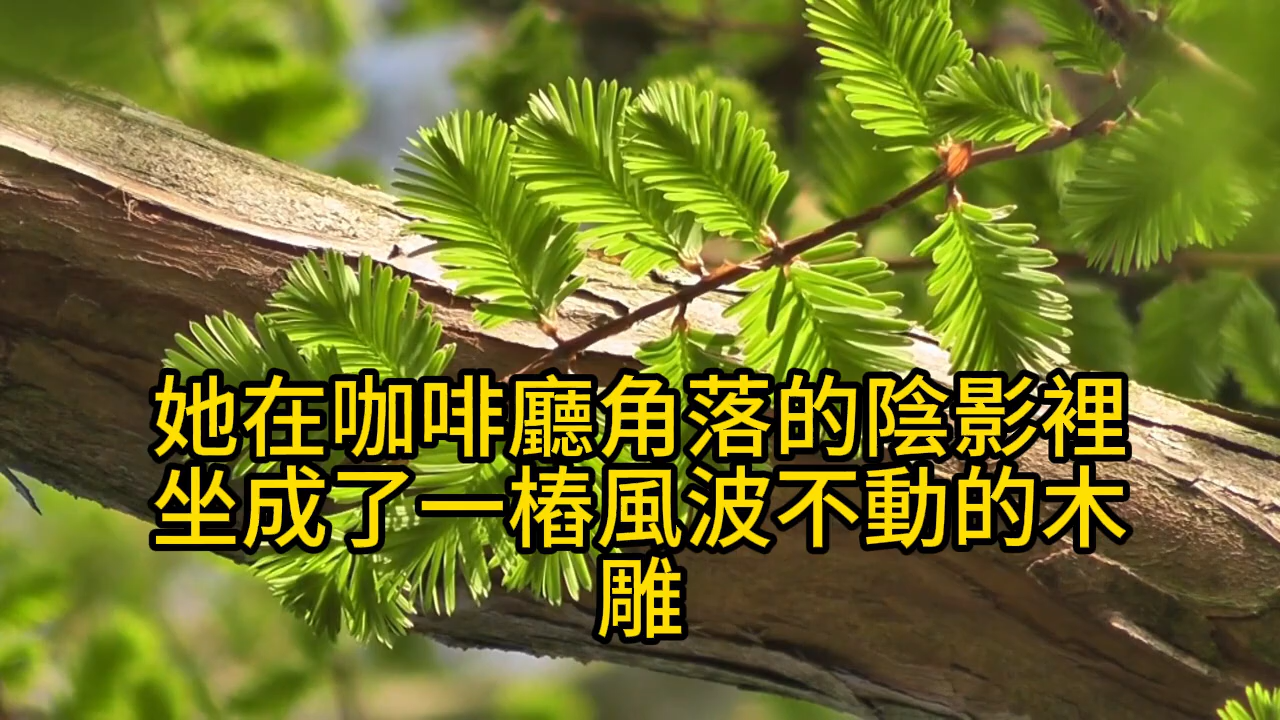 她在咖啡廳角落的陰影裡
坐成了一樁風波不動的木
雕